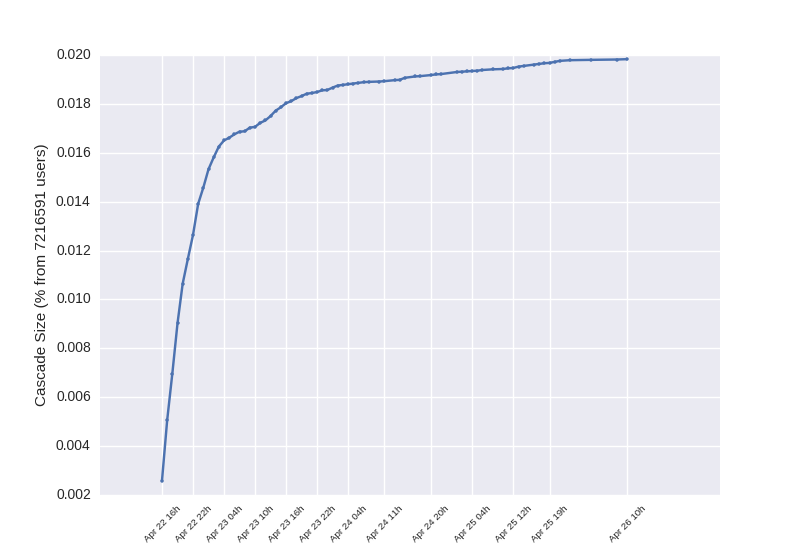 0.020
0.018
0.016
0.014
0.012
0.010
0.008
0.006
0.004
0.002
Cascade Size (% from 7216591 users)
Apr 22 16h
Apr 22 22h
Apr 23 04h
Apr 23 10h
Apr 23 16h
Apr 23 22h
Apr 24 04h
Apr 24 11h
Apr 24 20h
Apr 25 04h
Apr 25 12h
Apr 25 19h
Apr 26 10h